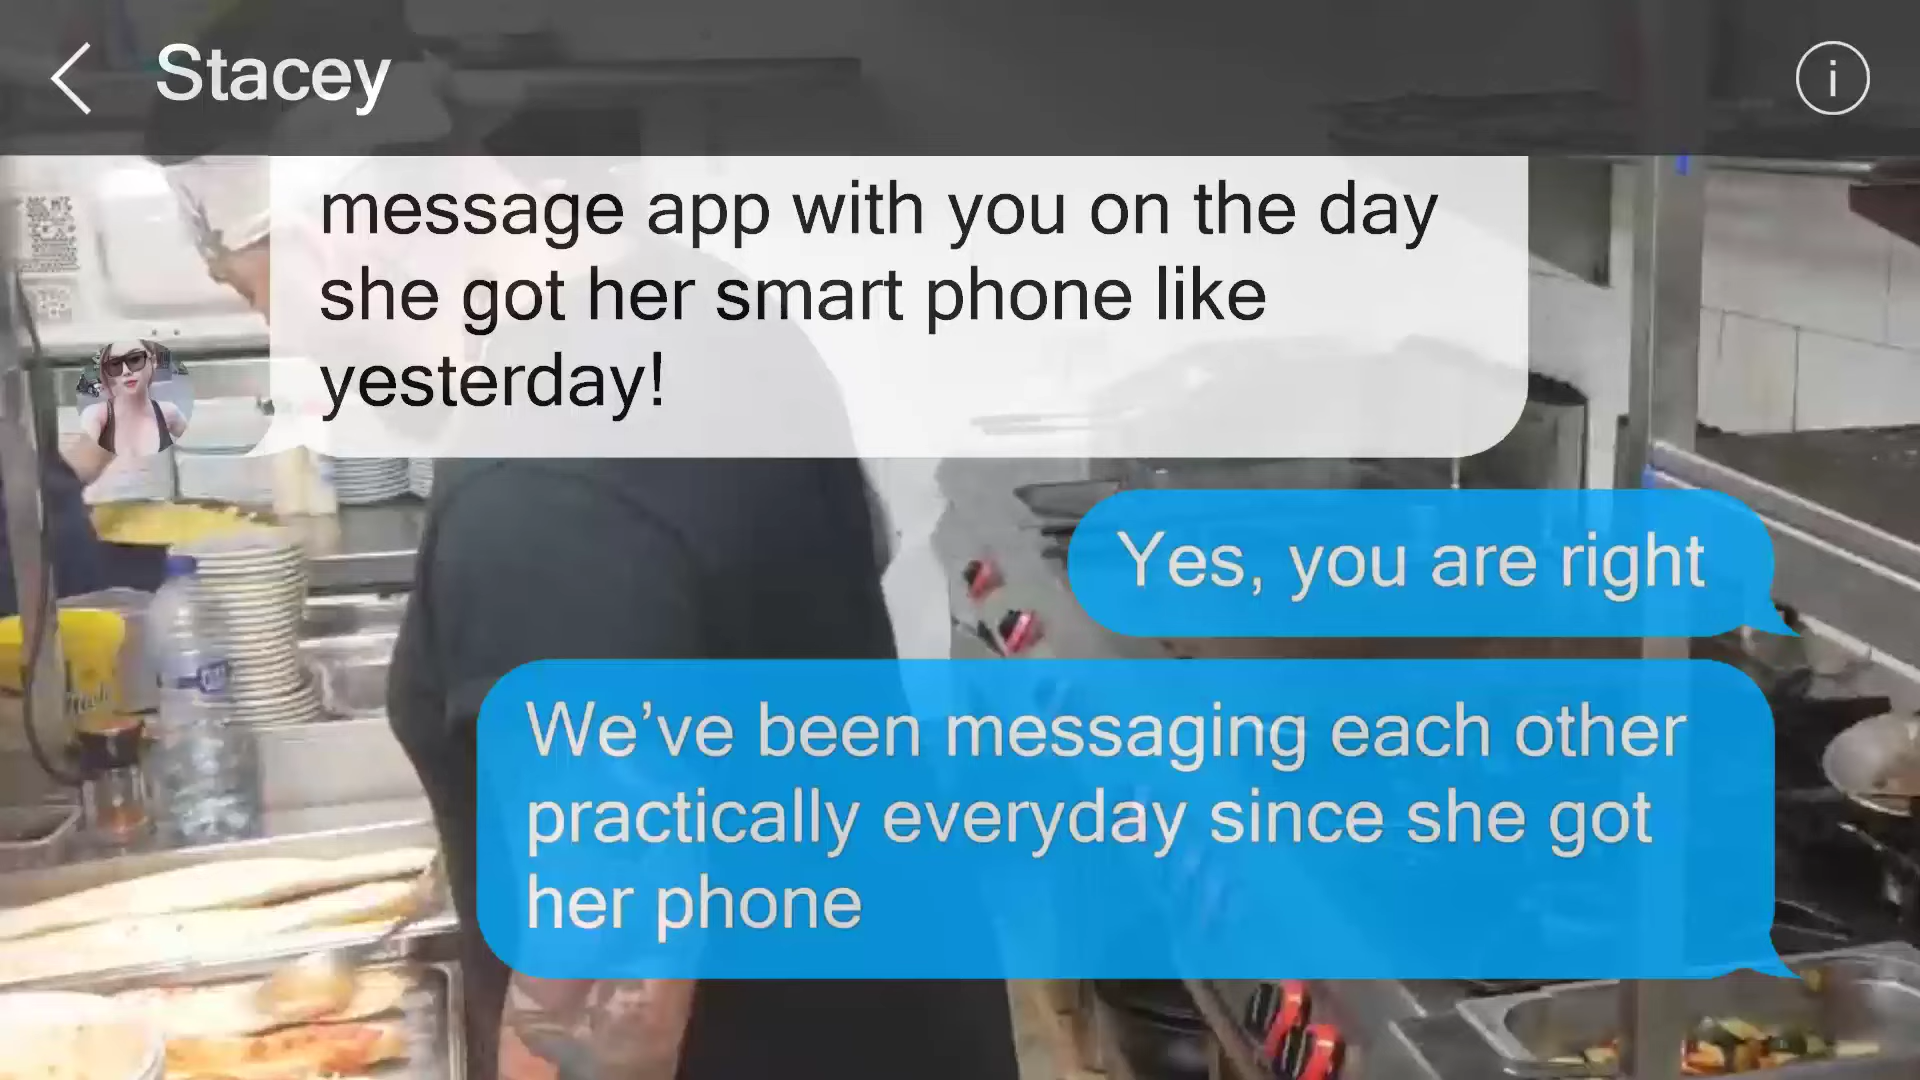 Stacey
message app with you on the day
she got her smart phone like
yesterday!
Yes, you are right
We’ve been messaging each other
practically everyday since she got
her phone